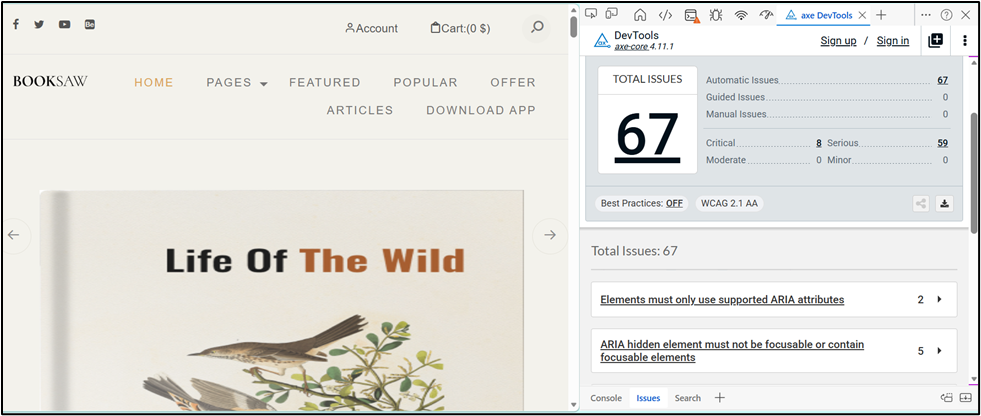 Account
Cart:(0 $)
BOOKSAW
HOME
PAGES
FEATURED
POPULAR
OFFER
ARTICLES
DOWNLOAD APP
Life Of The Wild
axe DevTools
DevTools
axe-core 4.11.1
Sign up / Sign in
TOTAL ISSUES
67
Automatic Issues 67
Guided Issues 0
Manual Issues 0
Critical 8 Serious 59
Moderate 0 Minor 0
Best Practices: OFF
WCAG 2.1 AA
Total Issues: 67
Elements must only use supported ARIA attributes 2
ARIA hidden element must not be focusable or contain
focusable elements 5
Console Issues Search